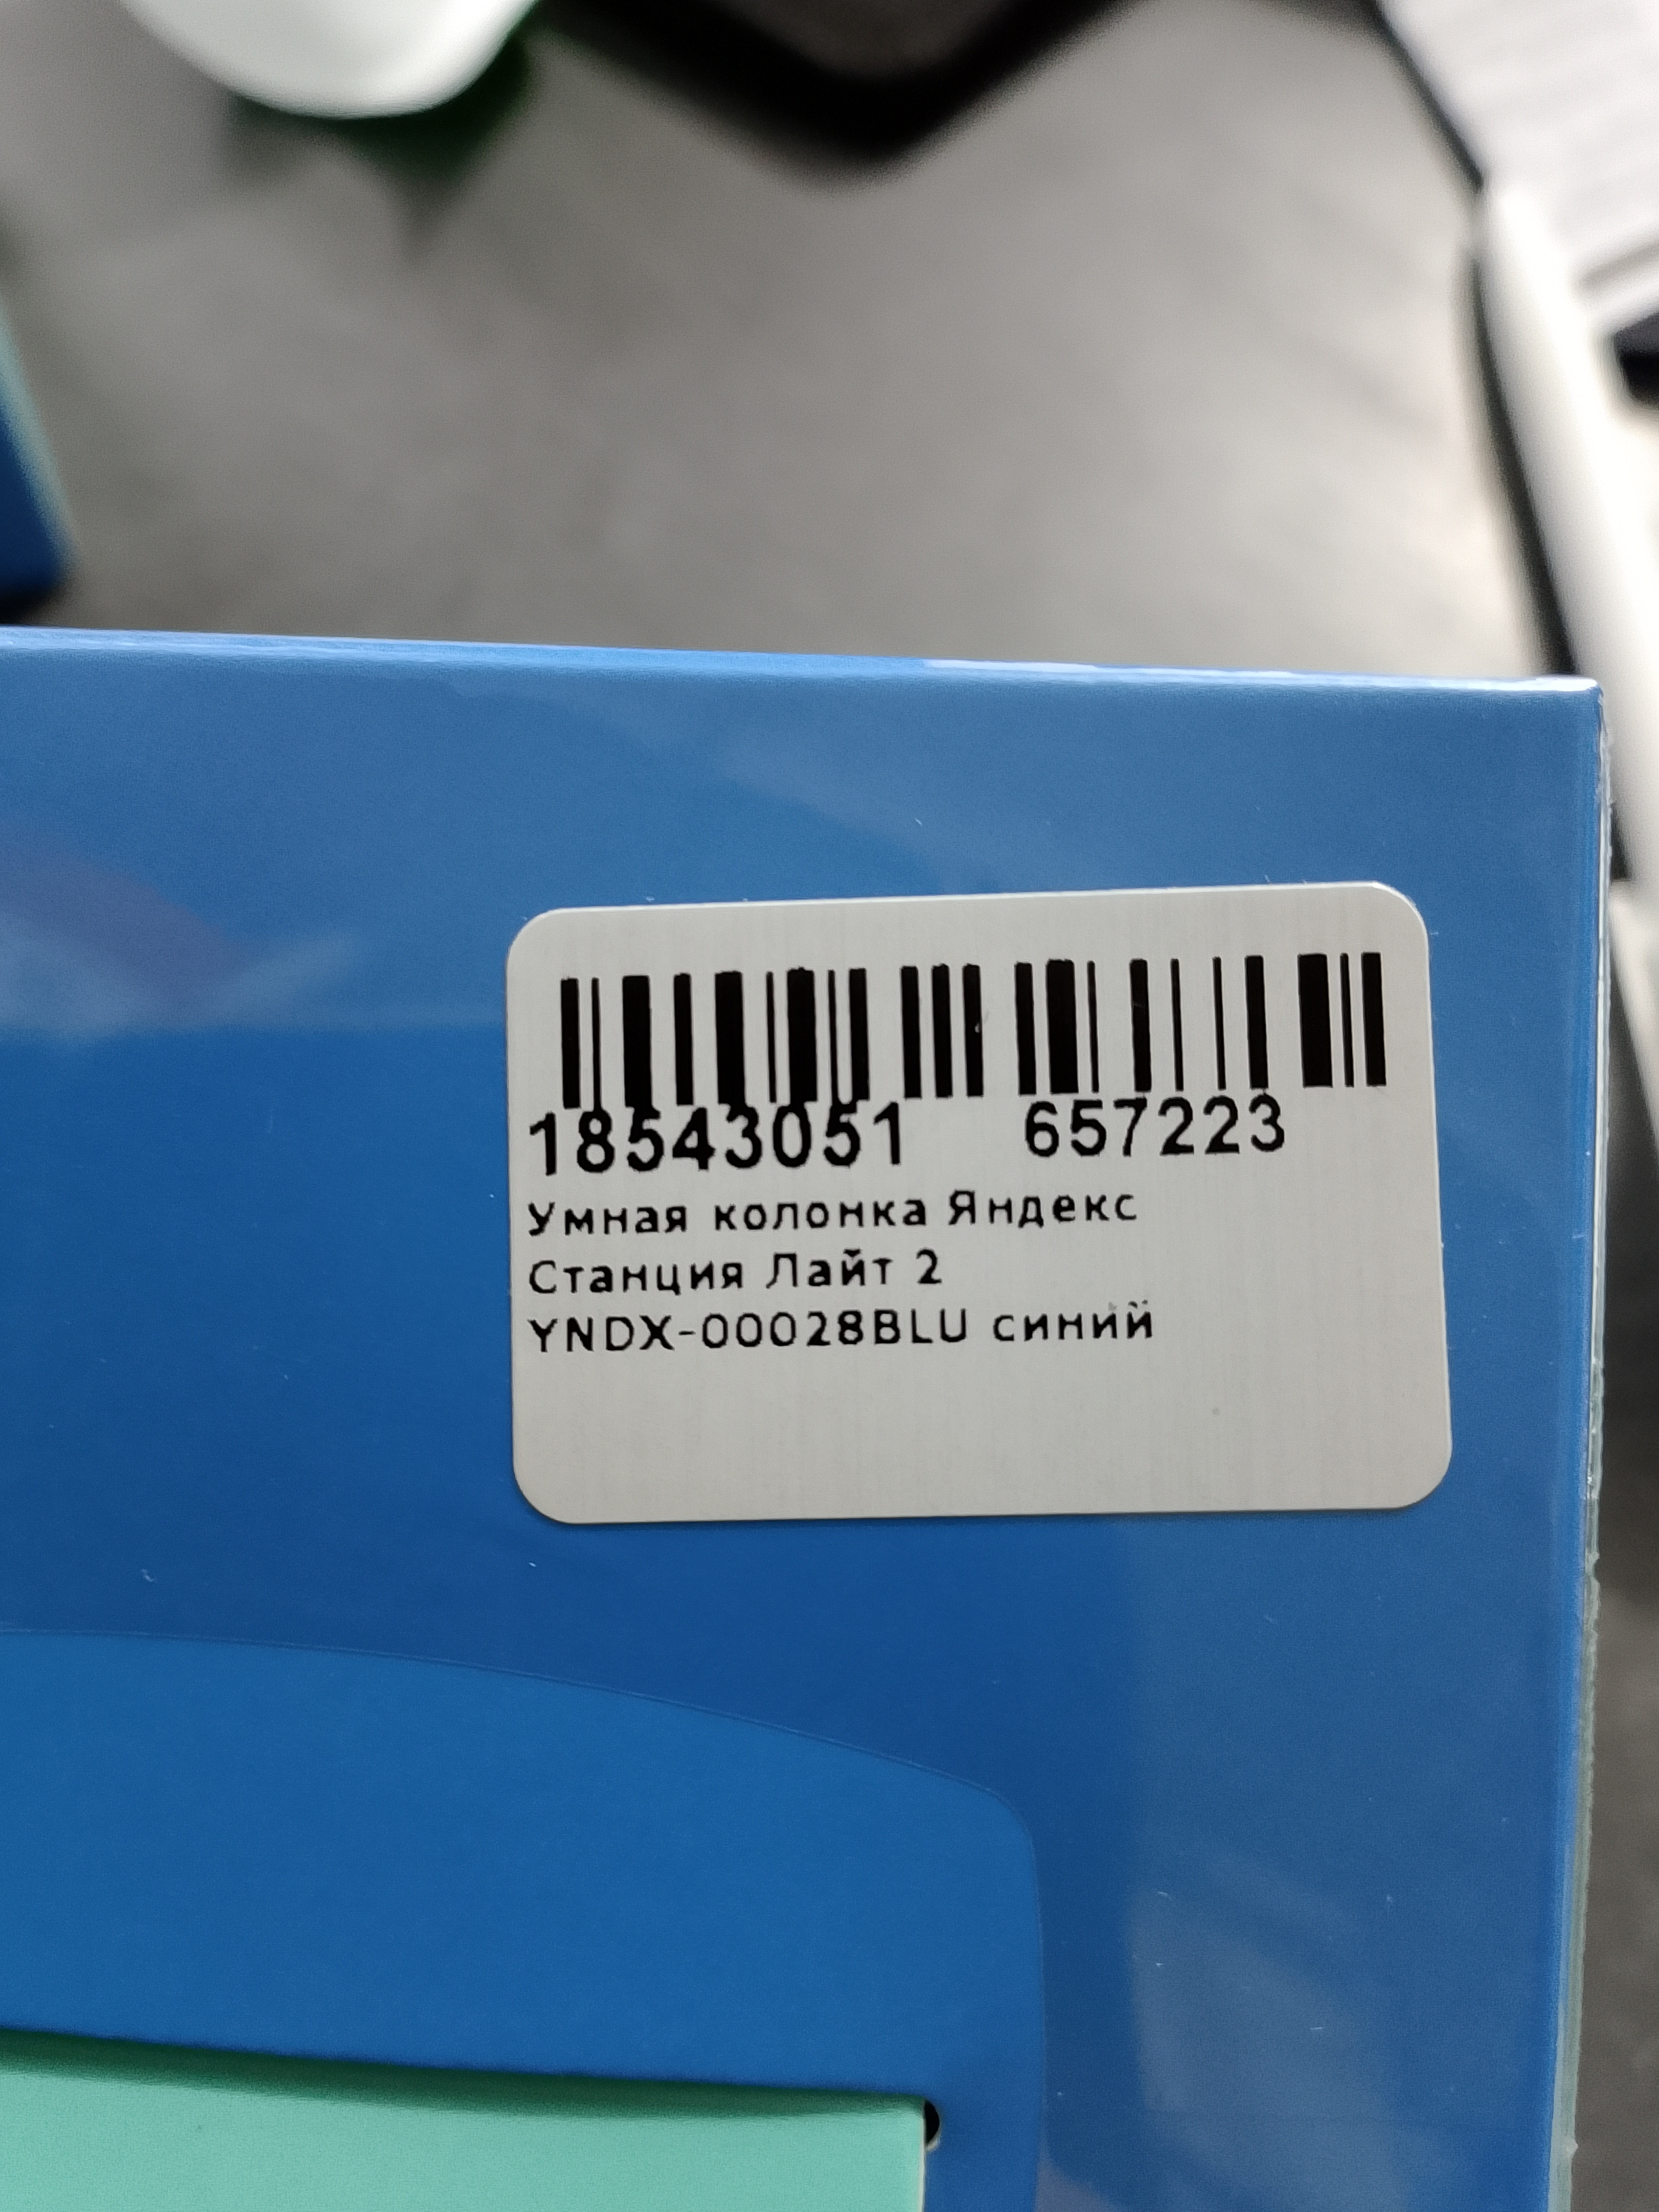 18543051 657223
Умная колонка Яндекс
Станция Лайт 2
YNDX-00028BLU синий